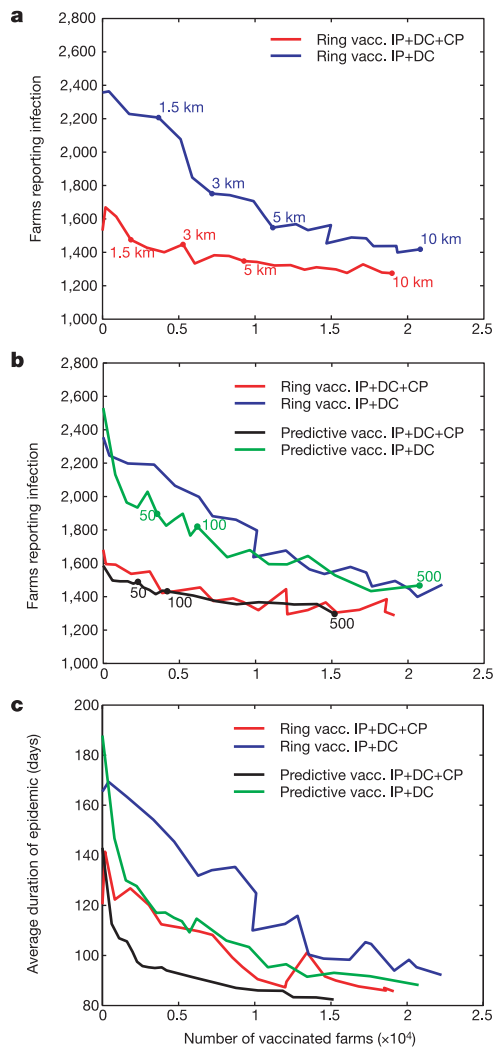 a
2,800
2,600
2,400
2,200
2,000
1,800
1,600
1,400
1,200
1,000
Farms reporting infection
Ring vacc. IP+DC+CP
Ring vacc. IP+DC
1.5 km
3 km
5 km
10 km
1.5 km
3 km
5 km
10 km
0 0.5 1 1.5 2 2.5
b
2,800
2,600
2,400
2,200
2,000
1,800
1,600
1,400
1,200
1,000
Farms reporting infection
Ring vacc. IP+DC+CP
Ring vacc. IP+DC
Predictive vacc. IP+DC+CP
Predictive vacc. IP+DC
50
100
500
50
100
500
0 0.5 1 1.5 2 2.5
c
200
180
160
140
120
100
80
Average duration of epidemic (days)
Ring vacc. IP+DC+CP
Ring vacc. IP+DC
Predictive vacc. IP+DC+CP
Predictive vacc. IP+DC
0 0.5 1 1.5 2 2.5
Number of vaccinated farms (×10⁴)